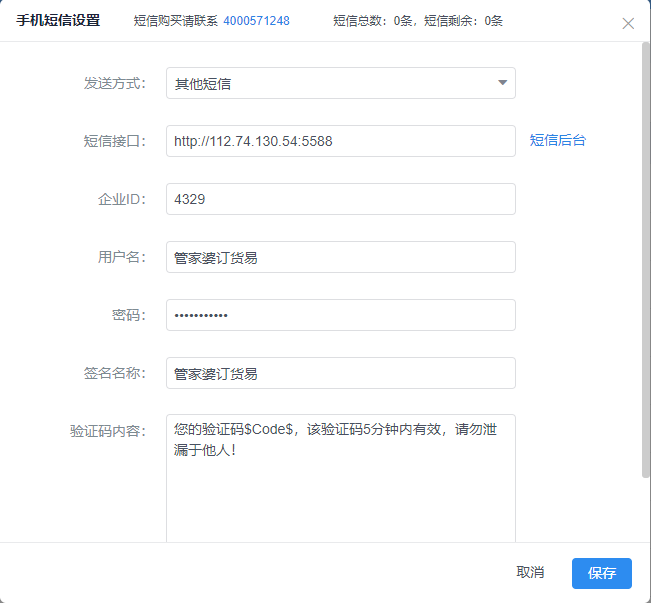 手机短信设置 短信购买请联系 4000571248 短信总数：0条，短信剩余：0条
发送方式： 其他短信
短信接口： http://112.74.130.54:5588 短信后台
企业ID： 4329
用户名： 管家婆订货易
密码： •••••••••••
签名名称： 管家婆订货易
验证码内容： 您的验证码$Code$，该验证码5分钟内有效，请勿泄
漏于他人！
取消 保存